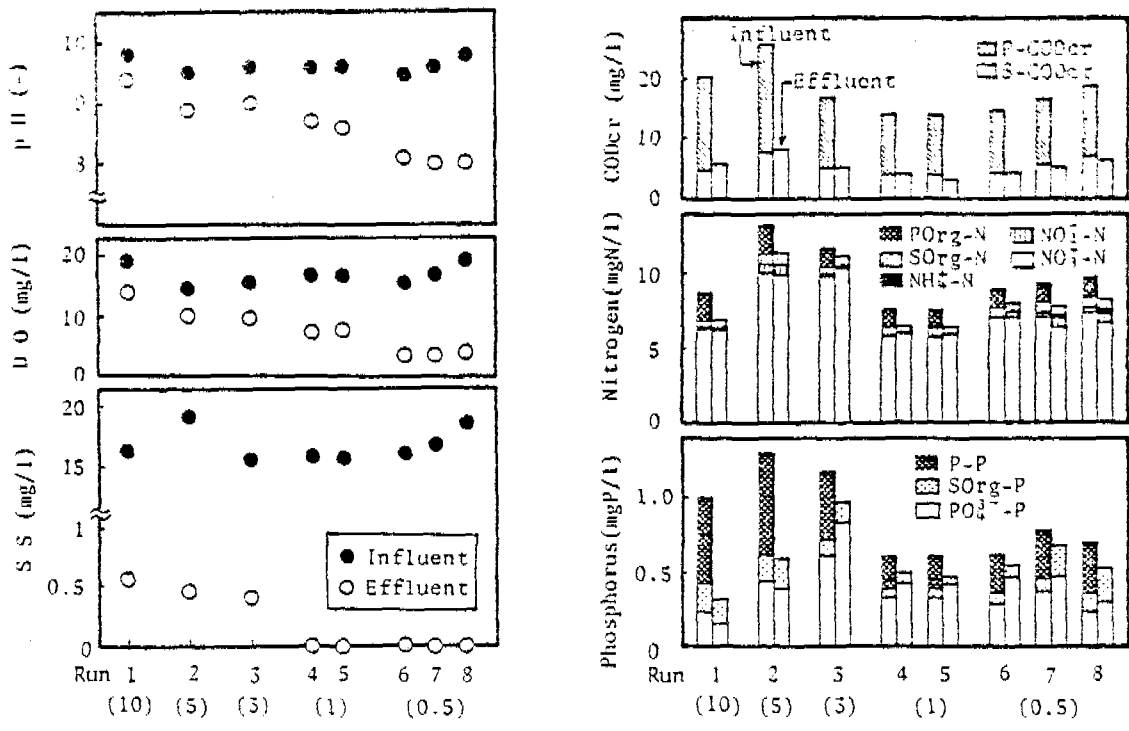 pH (-)
10
9
8
DO (mg/l)
20
10
0
SS (mg/l)
20
15
1
0.5
0
● Influent
○ Effluent
Run 1 2 3 4 5 6 7 8
(10) (5) (3) (1) (0.5)
CODcr (mg/l)
20
10
0
Influent
Effluent
P-CODcr
S-CODcr
Nitrogen(mgN/l)
10
5
0
POrg-N
SOrg-N
NH₄⁺-N
NO₂⁻-N
NO₃⁻-N
Phosphorus(mgP/l)
1.0
0.5
0
P-P
SOrg-P
PO₄³⁻-P
Run 1 2 3 4 5 6 7 8
(10) (5) (3) (1) (0.5)